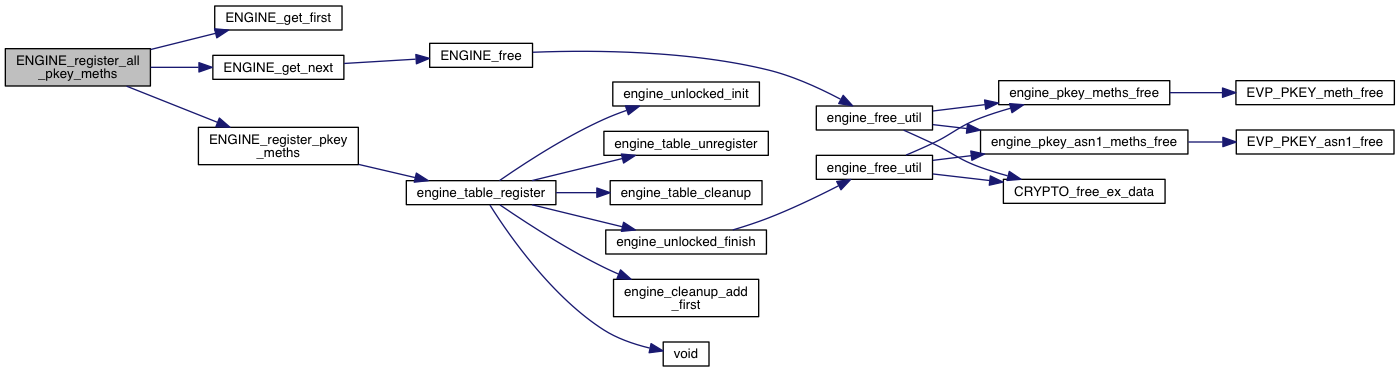 ENGINE_register_all
_pkey_meths
ENGINE_get_first
ENGINE_get_next
ENGINE_register_pkey
_meths
ENGINE_free
engine_table_register
engine_unlocked_init
engine_table_unregister
engine_table_cleanup
engine_unlocked_finish
engine_cleanup_add
_first
void
engine_free_util
engine_free_util
engine_pkey_meths_free
engine_pkey_asn1_meths_free
CRYPTO_free_ex_data
EVP_PKEY_meth_free
EVP_PKEY_asn1_free